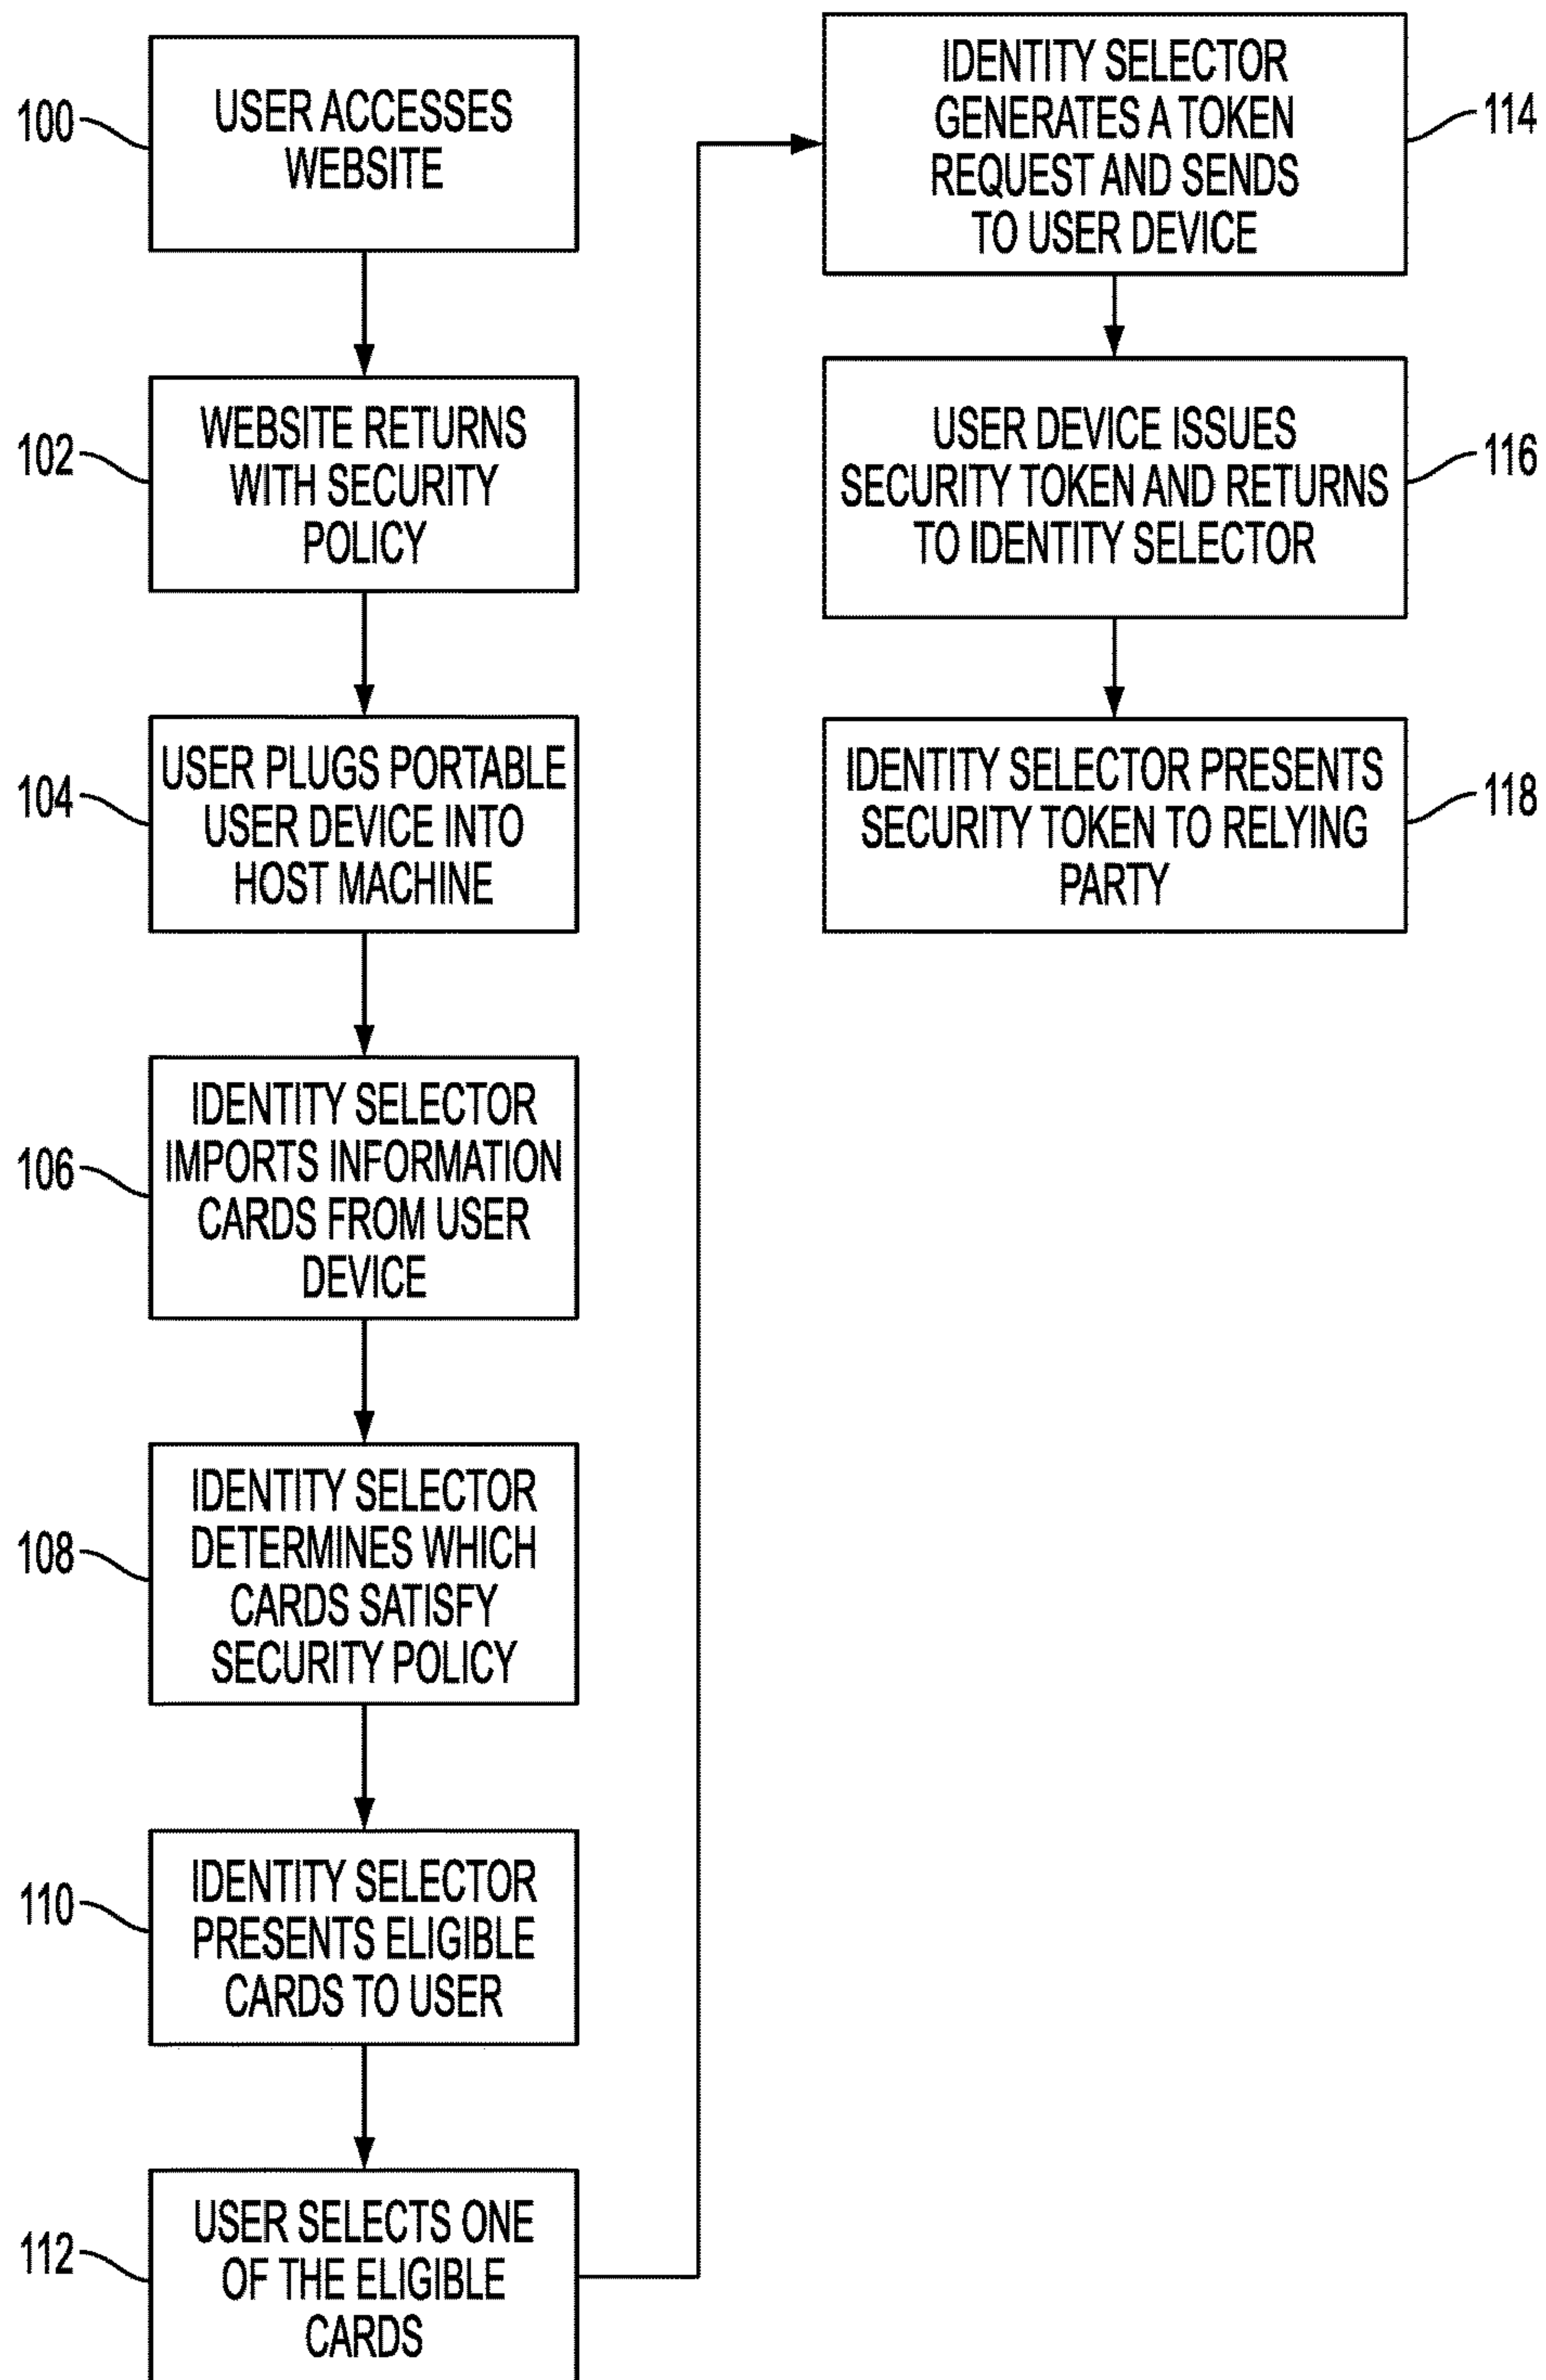 100
USER ACCESSES
WEBSITE
102
WEBSITE RETURNS
WITH SECURITY
POLICY
104
USER PLUGS PORTABLE
USER DEVICE INTO
HOST MACHINE
106
IDENTITY SELECTOR
IMPORTS INFORMATION
CARDS FROM USER
DEVICE
108
IDENTITY SELECTOR
DETERMINES WHICH
CARDS SATISFY
SECURITY POLICY
110
IDENTITY SELECTOR
PRESENTS ELIGIBLE
CARDS TO USER
112
USER SELECTS ONE
OF THE ELIGIBLE
CARDS
IDENTITY SELECTOR
GENERATES A TOKEN
REQUEST AND SENDS
TO USER DEVICE
114
USER DEVICE ISSUES
SECURITY TOKEN AND RETURNS
TO IDENTITY SELECTOR
116
IDENTITY SELECTOR PRESENTS
SECURITY TOKEN TO RELYING
PARTY
118